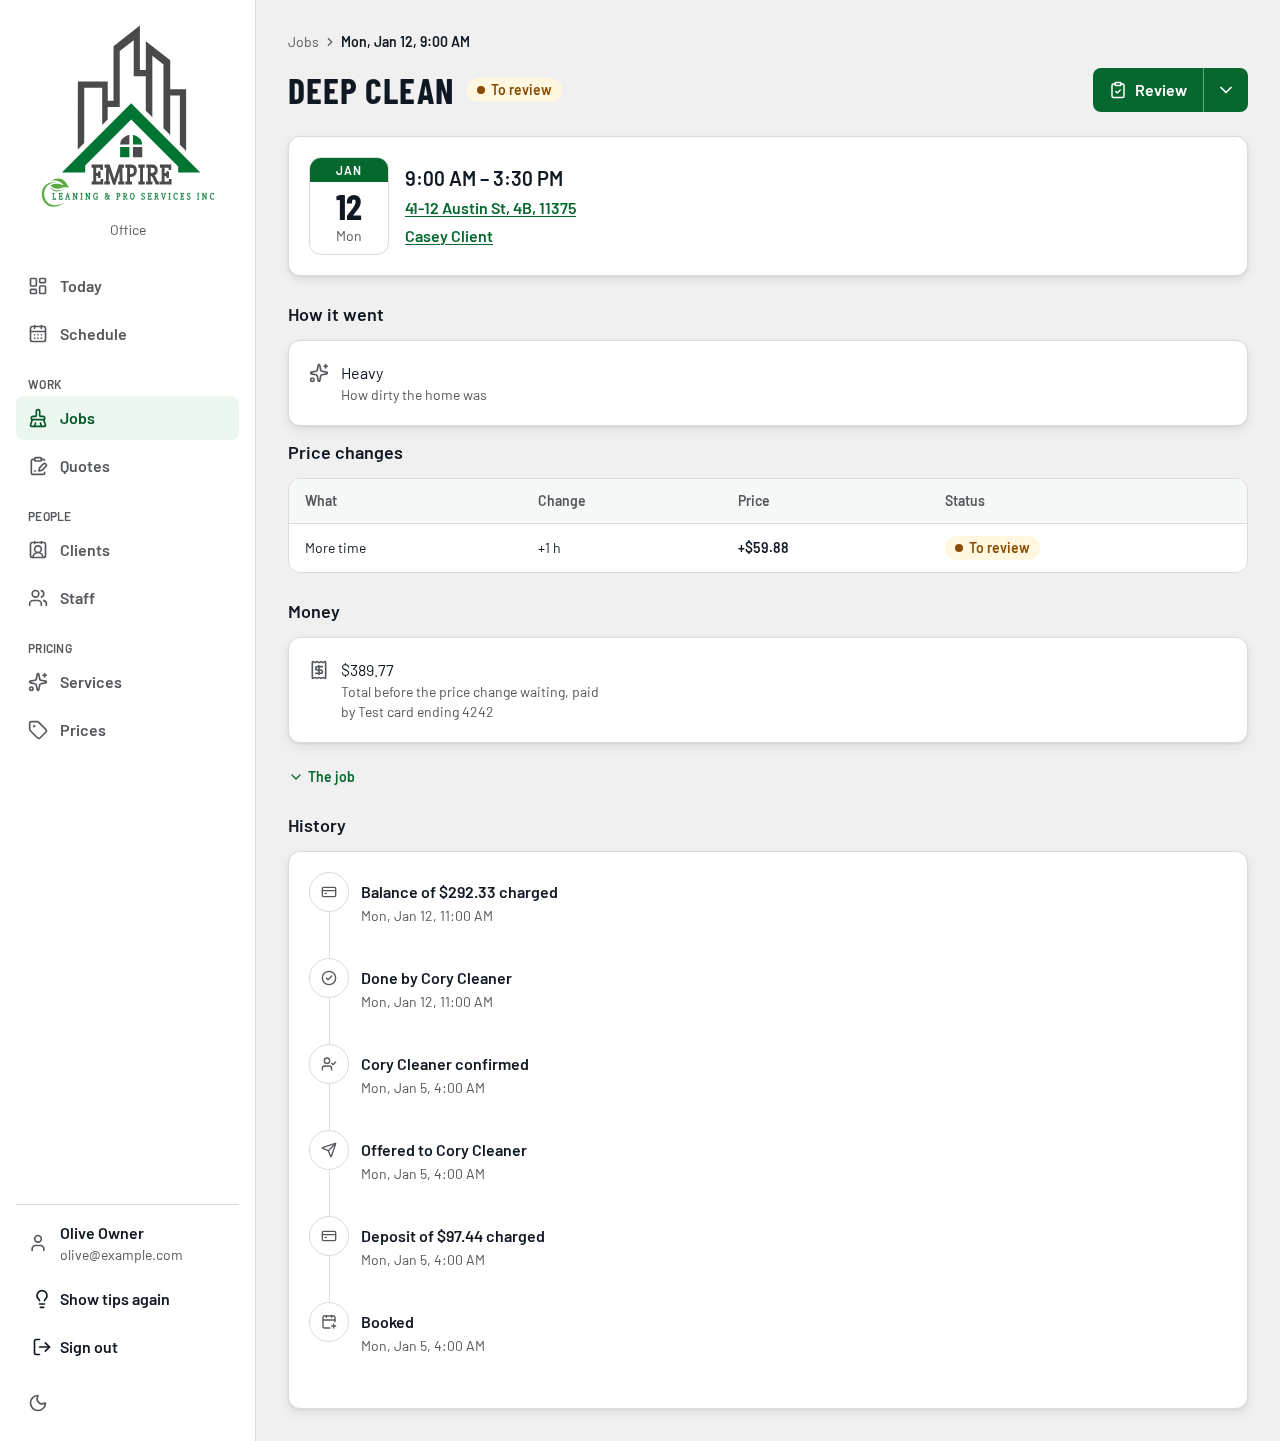 EMPIRE
CLEANING & PRO SERVICES INC
Office
Today
Schedule
WORK
Jobs
Quotes
PEOPLE
Clients
Staff
PRICING
Services
Prices
Olive Owner
olive@example.com
Show tips again
Sign out
Jobs > Mon, Jan 12, 9:00 AM
DEEP CLEAN
To review
Review
JAN
12
Mon
9:00 AM – 3:30 PM
41-12 Austin St, 4B, 11375
Casey Client
How it went
Heavy
How dirty the home was
Price changes
What Change Price Status
More time +1 h +$59.88 To review
Money
$389.77
Total before the price change waiting, paid
by Test card ending 4242
The job
History
Balance of $292.33 charged
Mon, Jan 12, 11:00 AM
Done by Cory Cleaner
Mon, Jan 12, 11:00 AM
Cory Cleaner confirmed
Mon, Jan 5, 4:00 AM
Offered to Cory Cleaner
Mon, Jan 5, 4:00 AM
Deposit of $97.44 charged
Mon, Jan 5, 4:00 AM
Booked
Mon, Jan 5, 4:00 AM